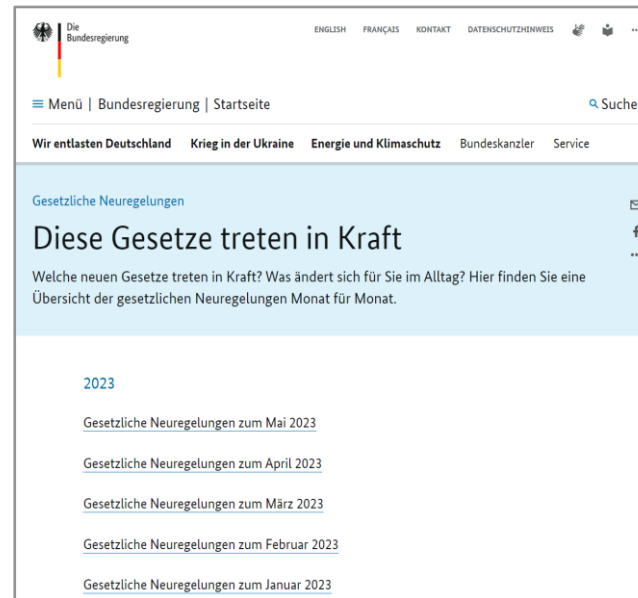 Die
Bundesregierung
ENGLISH FRANÇAIS KONTAKT DATENSCHUTZHINWEIS
Menü | Bundesregierung | Startseite
Suche
Wir entlasten Deutschland Krieg in der Ukraine Energie und Klimaschutz Bundeskanzler Service
Gesetzliche Neuregelungen
Diese Gesetze treten in Kraft
Welche neuen Gesetze treten in Kraft? Was ändert sich für Sie im Alltag? Hier finden Sie eine
Übersicht der gesetzlichen Neuregelungen Monat für Monat.
2023
Gesetzliche Neuregelungen zum Mai 2023
Gesetzliche Neuregelungen zum April 2023
Gesetzliche Neuregelungen zum März 2023
Gesetzliche Neuregelungen zum Februar 2023
Gesetzliche Neuregelungen zum Januar 2023